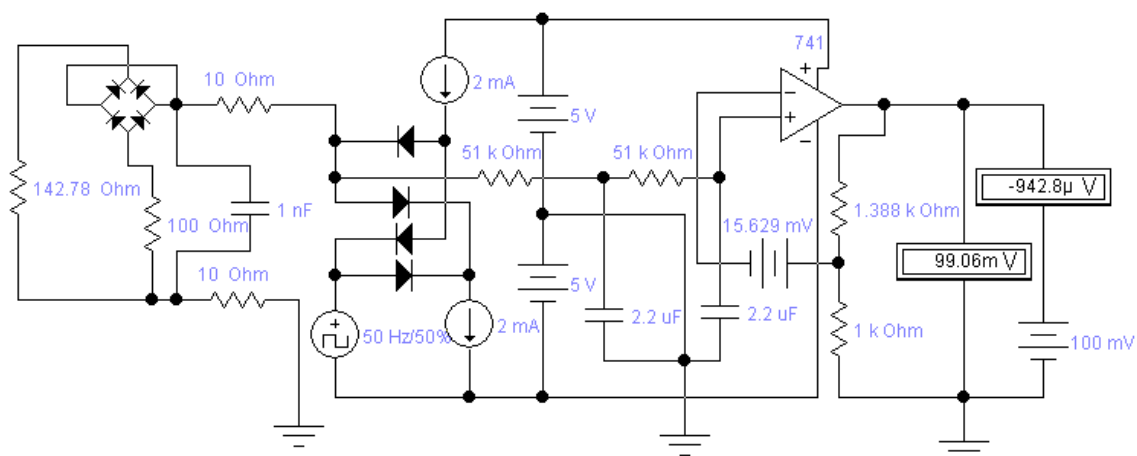 741
10 Ohm
2 mA
5 V
51 k Ohm
51 k Ohm
142.78 Ohm
100 Ohm
1 nF
-942.8µ V
1.388 k Ohm
15.629 mV
99.06m V
10 Ohm
5 V
50 Hz/50%
2 mA
2.2 uF
2.2 uF
1 k Ohm
100 mV